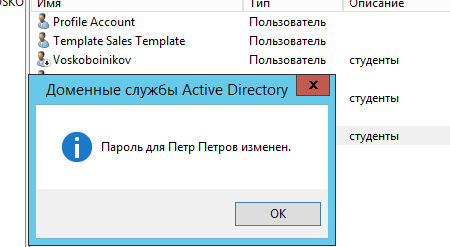 Имя Тип Описание
Profile Account Пользователь
Template Sales Template Пользователь
Voskoboinikov Пользователь студенты
Доменные службы Active Directory x
студенты
студенты
Пароль для Петр Петров изменен.
OK